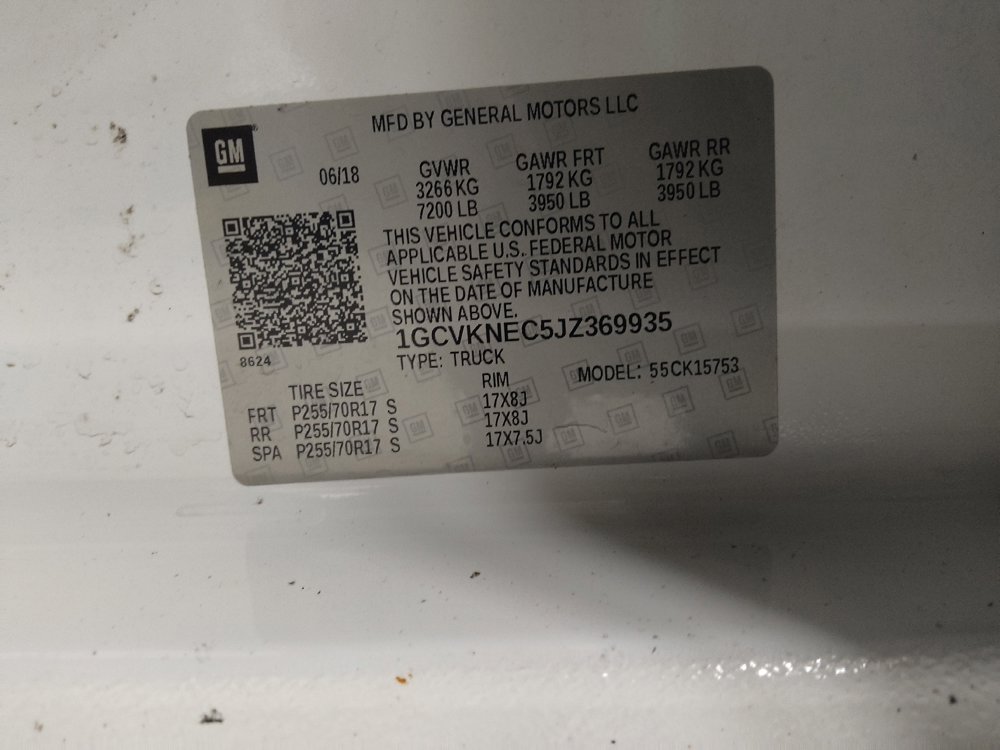 MFD BY GENERAL MOTORS LLC
GM
06/18
GVWR GAWR FRT GAWR RR
3266 KG 1792 KG 1792 KG
7200 LB 3950 LB 3950 LB
THIS VEHICLE CONFORMS TO ALL
APPLICABLE U.S. FEDERAL MOTOR
VEHICLE SAFETY STANDARDS IN EFFECT
ON THE DATE OF MANUFACTURE
SHOWN ABOVE.
1GCVKNEC5JZ369935
8624
TYPE: TRUCK MODEL: 55CK15753
TIRE SIZE RIM
FRT P255/70R17 S 17X8J
RR P255/70R17 S 17X8J
SPA P255/70R17 S 17X7.5J